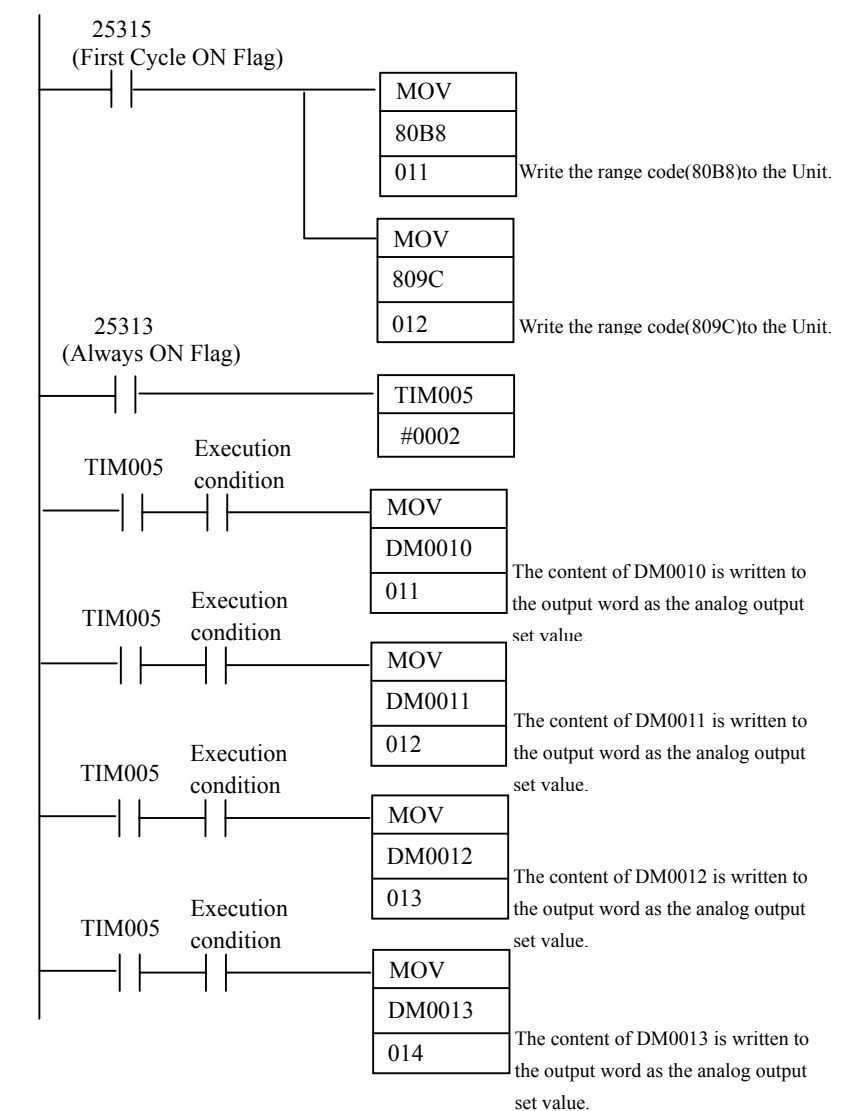 25315
(First Cycle ON Flag)
MOV
80B8
011
Write the range code(80B8)to the Unit.
MOV
809C
012
Write the range code(809C)to the Unit.
25313
(Always ON Flag)
TIM005
#0002
TIM005
Execution
condition
MOV
DM0010
011
The content of DM0010 is written to
the output word as the analog output
set value.
TIM005
Execution
condition
MOV
DM0011
012
The content of DM0011 is written to
the output word as the analog output
set value.
TIM005
Execution
condition
MOV
DM0012
013
The content of DM0012 is written to
the output word as the analog output
set value.
TIM005
Execution
condition
MOV
DM0013
014
The content of DM0013 is written to
the output word as the analog output
set value.